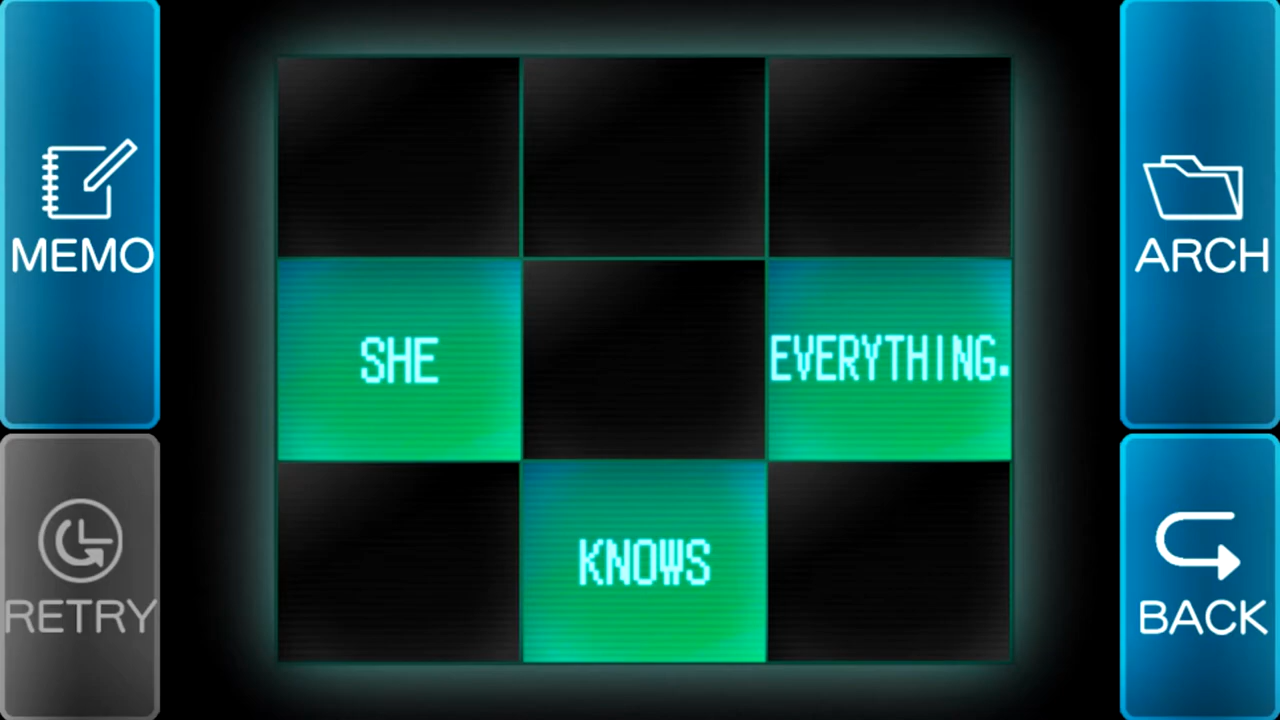 MEMO
RETRY
SHE
EVERYTHING.
KNOWS
ARCH
BACK